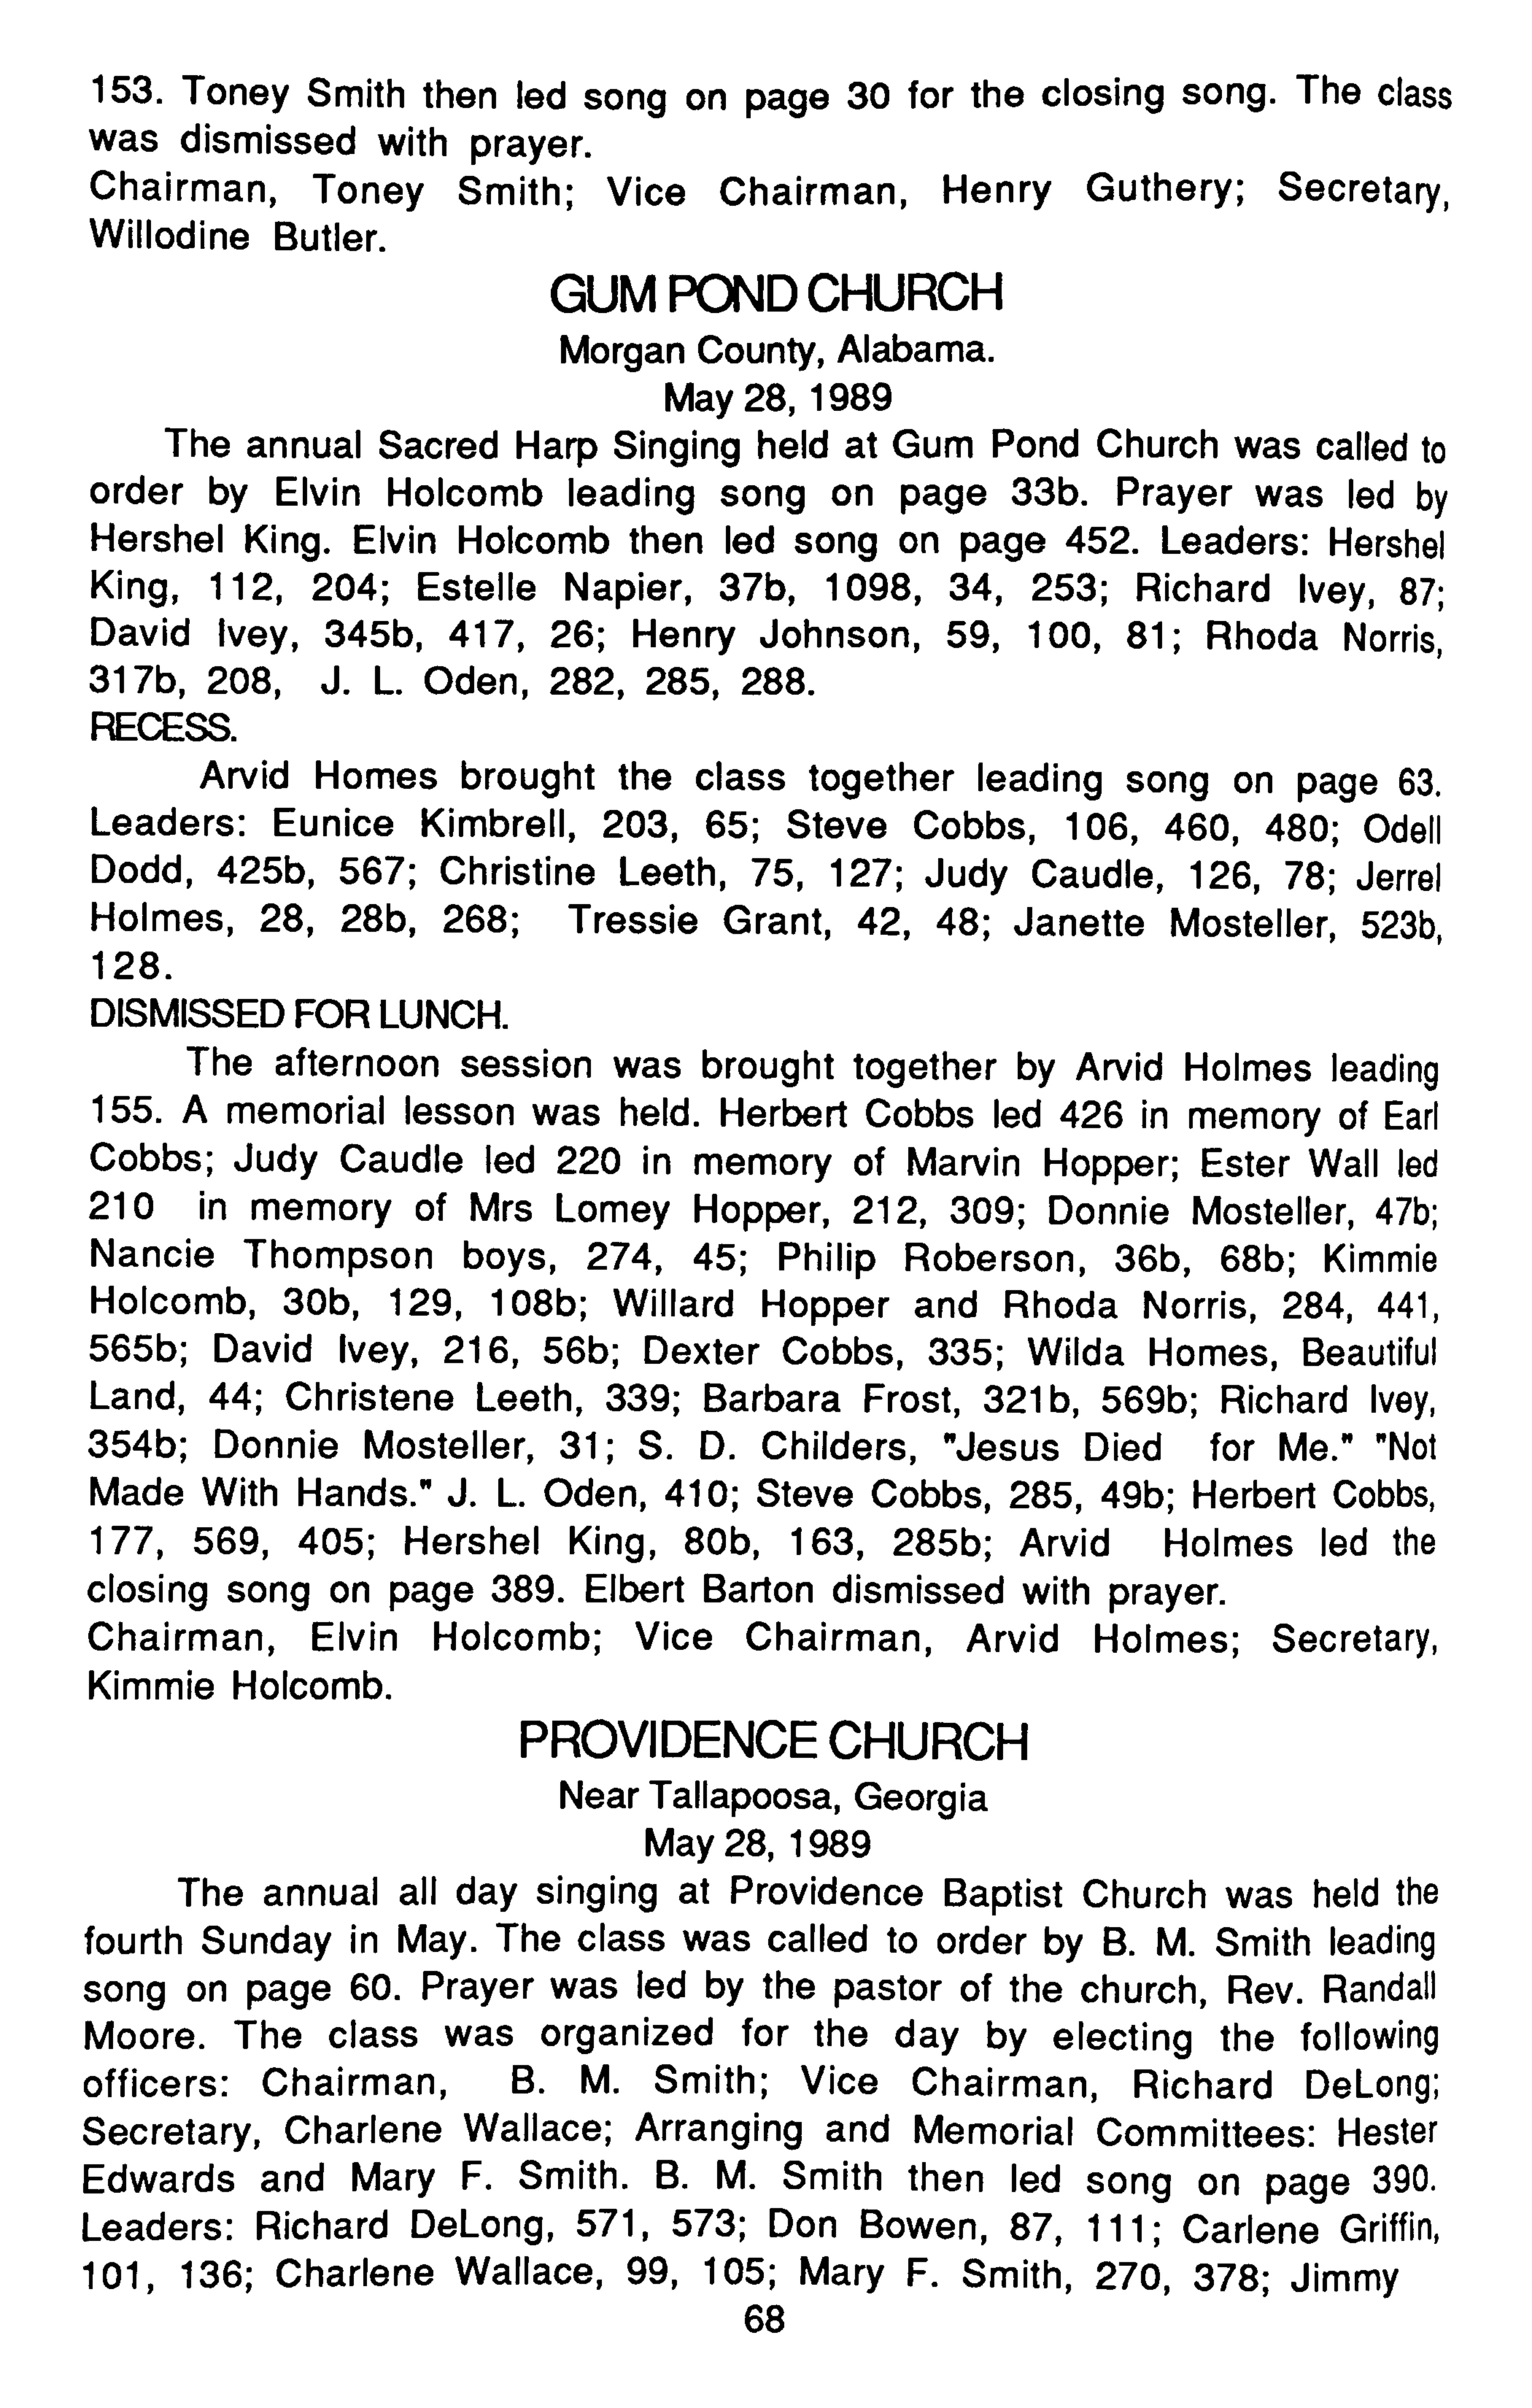 153. Toney Smith then led song on page 30 for the closing song. The class
was dismissed with prayer.
Chairman, Toney Smith; Vice Chairman, Henry Guthery; Secretary,
Willodine Butler.
GUM POND CHURCH
Morgan County, Alabama.
May 28, 1989
The annual Sacred Harp Singing held at Gum Pond Church was called to
order by Elvin Holcomb leading song on page 33b. Prayer was led by
Hershel King. Elvin Holcomb then led song on page 452. Leaders: Hershel
King, 112, 204; Estelle Napier, 37b, 1098, 34, 253; Richard Ivey, 87;
David Ivey, 345b, 417, 26; Henry Johnson, 59, 100, 81; Rhoda Norris,
317b, 208, J. L. Oden, 282, 285, 288.
RECESS.
Arvid Homes brought the class together leading song on page 63.
Leaders: Eunice Kimbrell, 203, 65; Steve Cobbs, 106, 460, 480; Odell
Dodd, 425b, 567; Christine Leeth, 75, 127; Judy Caudle, 126, 78; Jerrel
Holmes, 28, 28b, 268; Tressie Grant, 42, 48; Janette Mosteller, 523b,
128.
DISMISSED FOR LUNCH.
The afternoon session was brought together by Arvid Holmes leading
155. A memorial lesson was held. Herbert Cobbs led 426 in memory of Earl
Cobbs; Judy Caudle led 220 in memory of Marvin Hopper; Ester Wall led
210 in memory of Mrs Lomey Hopper, 212, 309; Donnie Mosteller, 47b;
Nancie Thompson boys, 274, 45; Philip Roberson, 36b, 68b; Kimmie
Holcomb, 30b, 129, 108b; Willard Hopper and Rhoda Norris, 284, 441,
565b; David Ivey, 216, 56b; Dexter Cobbs, 335; Wilda Homes, Beautiful
Land, 44; Christene Leeth, 339; Barbara Frost, 321b, 569b; Richard Ivey,
354b; Donnie Mosteller, 31; S. D. Childers, "Jesus Died for Me." "Not
Made With Hands." J. L. Oden, 410; Steve Cobbs, 285, 49b; Herbert Cobbs,
177, 569, 405; Hershel King, 80b, 163, 285b; Arvid Holmes led the
closing song on page 389. Elbert Barton dismissed with prayer.
Chairman, Elvin Holcomb; Vice Chairman, Arvid Holmes; Secretary,
Kimmie Holcomb.
PROVIDENCE CHURCH
Near Tallapoosa, Georgia
May 28, 1989
The annual all day singing at Providence Baptist Church was held the
fourth Sunday in May. The class was called to order by B. M. Smith leading
song on page 60. Prayer was led by the pastor of the church, Rev. Randall
Moore. The class was organized for the day by electing the following
officers: Chairman, B. M. Smith; Vice Chairman, Richard DeLong;
Secretary, Charlene Wallace; Arranging and Memorial Committees: Hester
Edwards and Mary F. Smith. B. M. Smith then led song on page 390.
Leaders: Richard DeLong, 571, 573; Don Bowen, 87, 111; Carlene Griffin,
101, 136; Charlene Wallace, 99, 105; Mary F. Smith, 270, 378; Jimmy
68